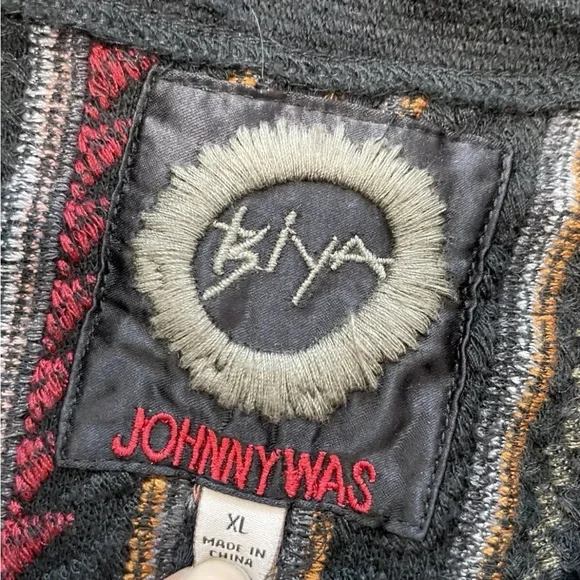 BIYA
JOHNNY WAS
XL
MADE IN
CHINA